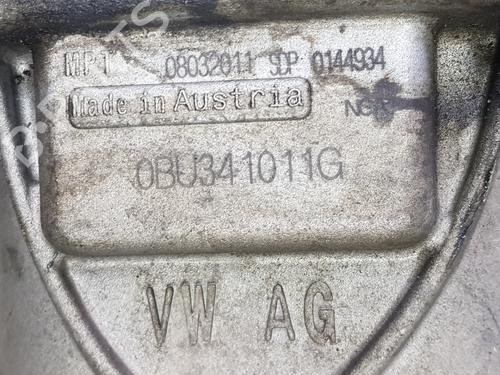 MP1 08032011 SDP 0144934
Made in Austria
0BU341011G
VW AG